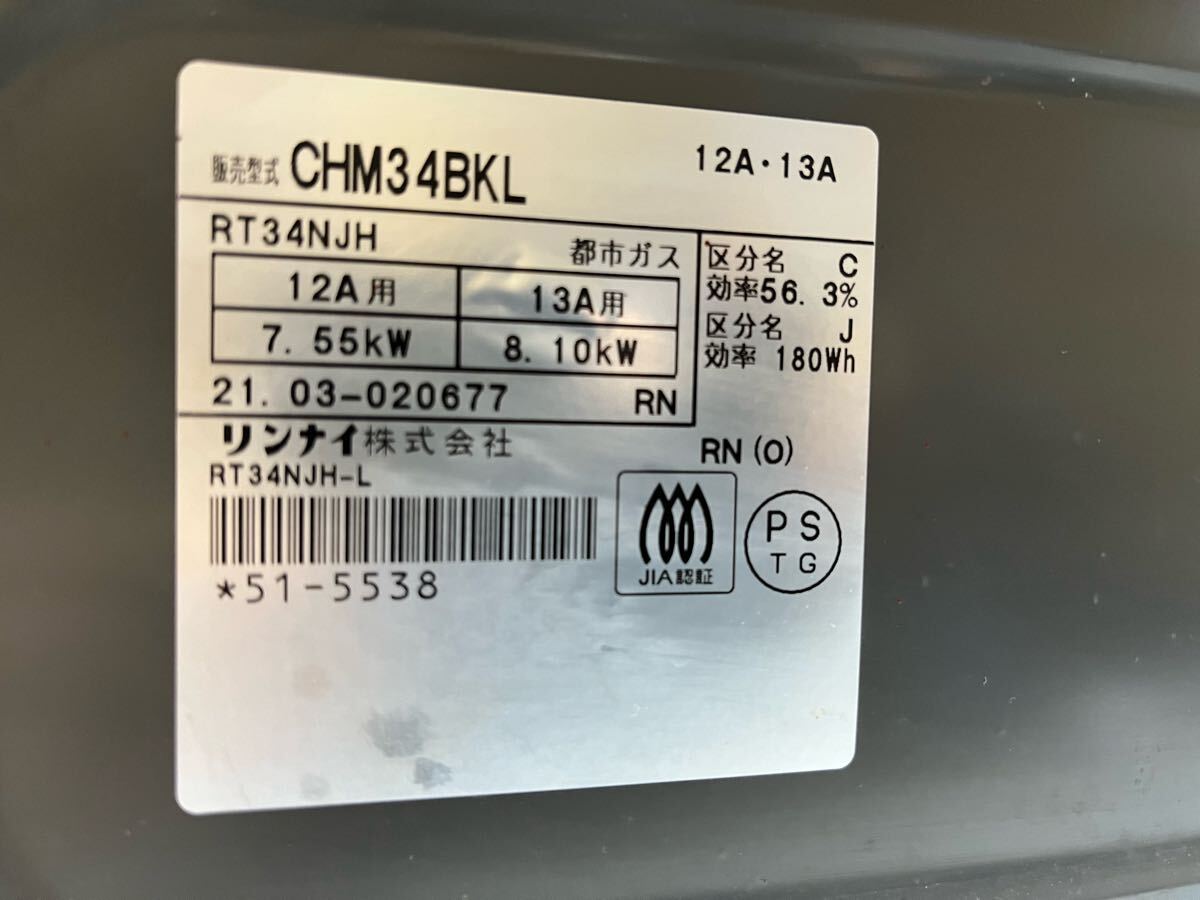 販売型式 CHM34BKL 12A・13A
RT34NJH 都市ガス
12A用 13A用
7.55kW 8.10kW
21.03-020677 RN
区分名 C
効率56.3%
区分名 J
効率 180Wh
リンナイ株式会社
RN(O)
RT34NJH-L
*51-5538
JIA認証
PS
TG